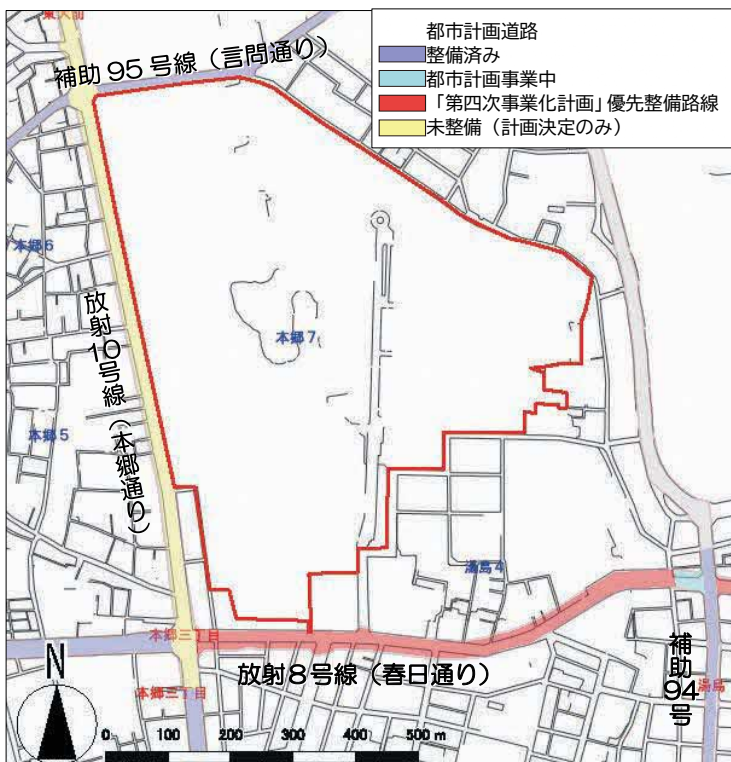 都市計画道路
整備済み
都市計画事業中
「第四次事業化計画」優先整備路線
未整備（計画決定のみ）
東大前
補助95号線（言問通り）
本郷6
放射10号線（本郷通り）
本郷7
本郷5
湯島4
本郷三丁目
放射8号線（春日通り）
本郷三丁目
補助94号
湯島
N
0 100 200 300 400 500 m